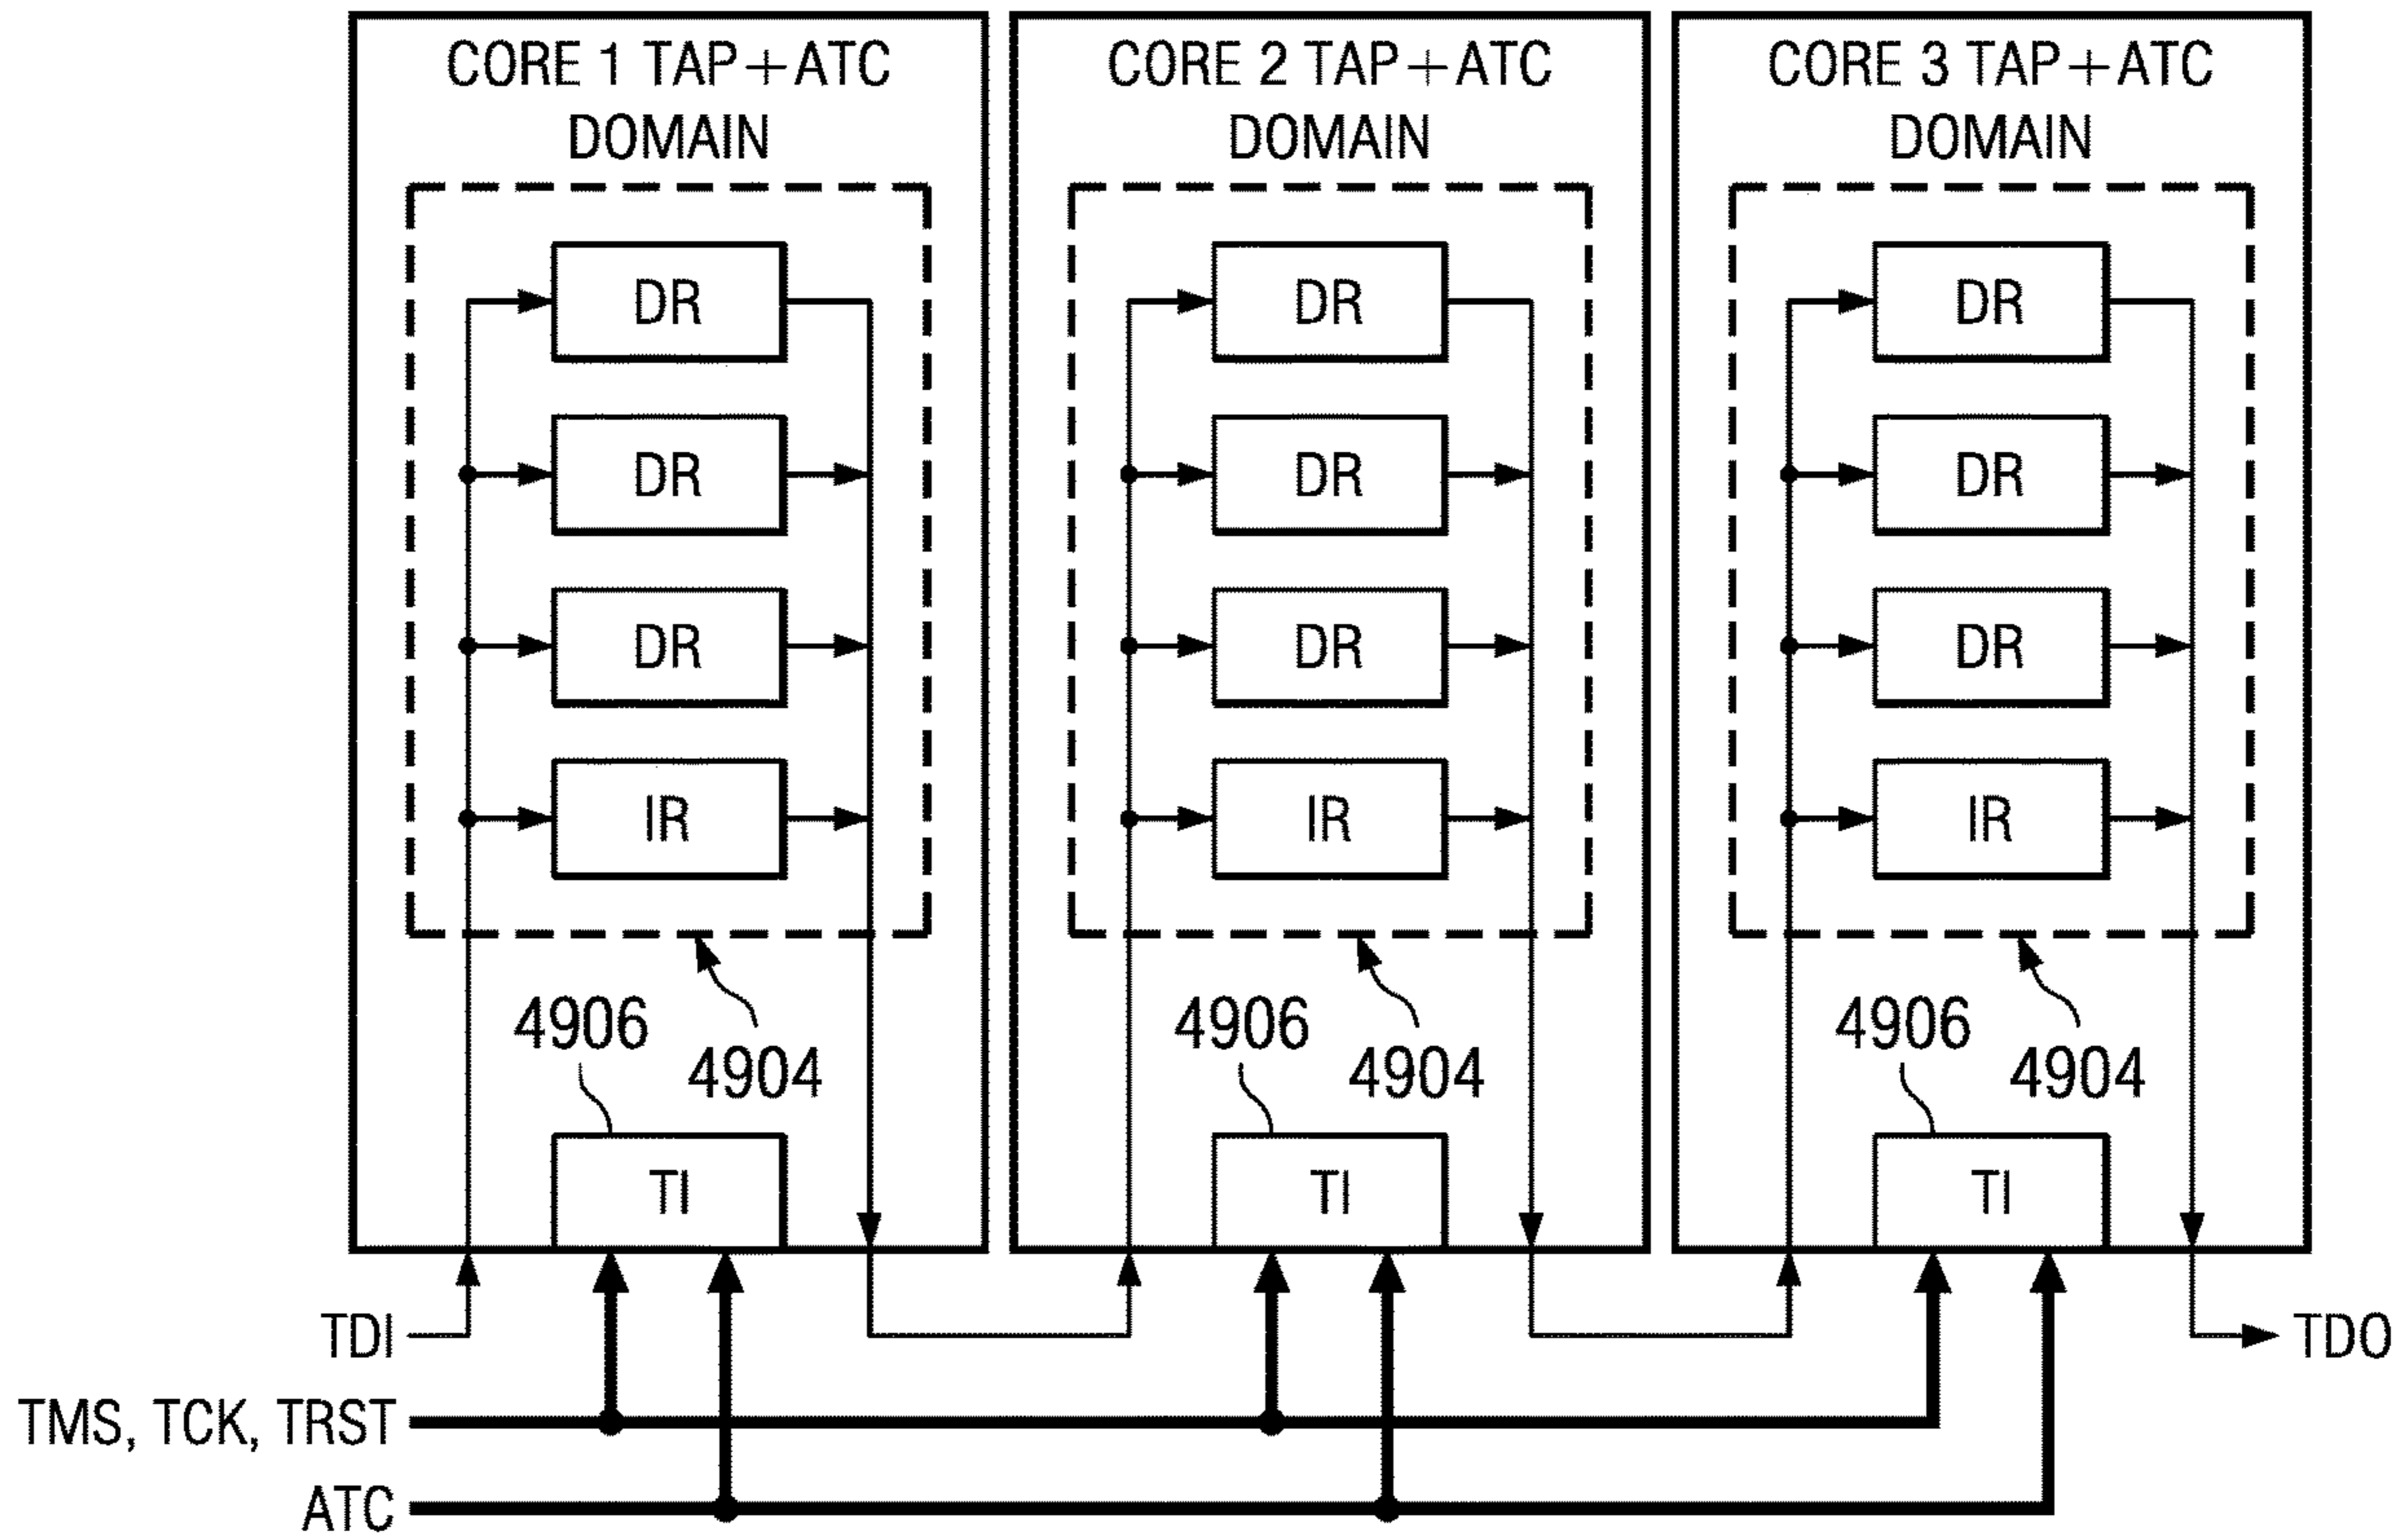 CORE 1 TAP+ATC
DOMAIN
DR
DR
DR
IR
4906
4904
TI
CORE 2 TAP+ATC
DOMAIN
DR
DR
DR
IR
4906
4904
TI
CORE 3 TAP+ATC
DOMAIN
DR
DR
DR
IR
4906
4904
TI
TDI
TDO
TMS, TCK, TRST
ATC